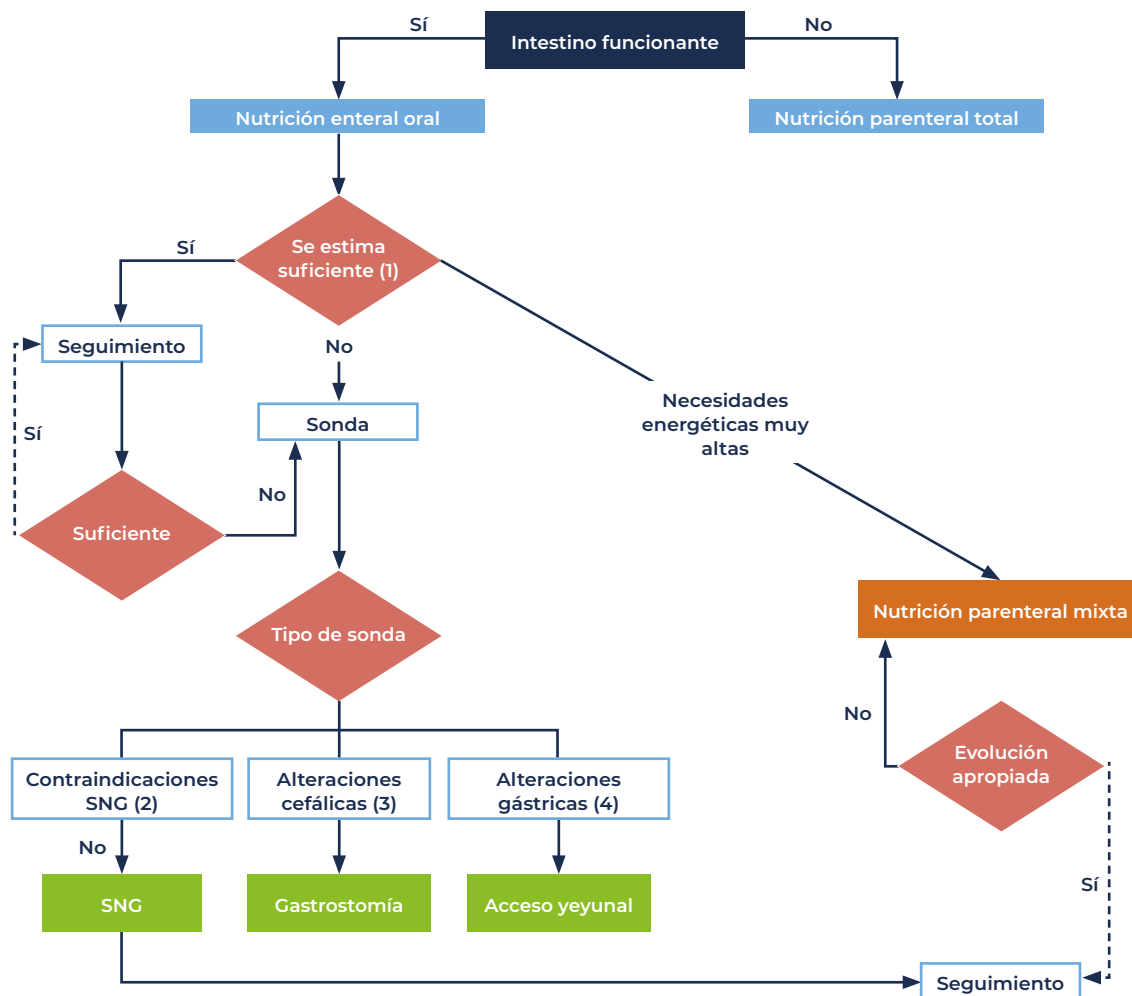 Sí
Intestino funcionante
No
Nutrición enteral oral
Nutrición parenteral total
Se estima
suficiente (1)
Sí
Seguimiento
No
Sí
Sonda
Necesidades
energéticas muy
altas
No
Suficiente
Tipo de sonda
Nutrición parenteral mixta
No
Evolución
apropiada
Contraindicaciones
SNG (2)
Alteraciones
cefálicas (3)
Alteraciones
gástricas (4)
No
Sí
SNG
Gastrostomía
Acceso yeyunal
Seguimiento